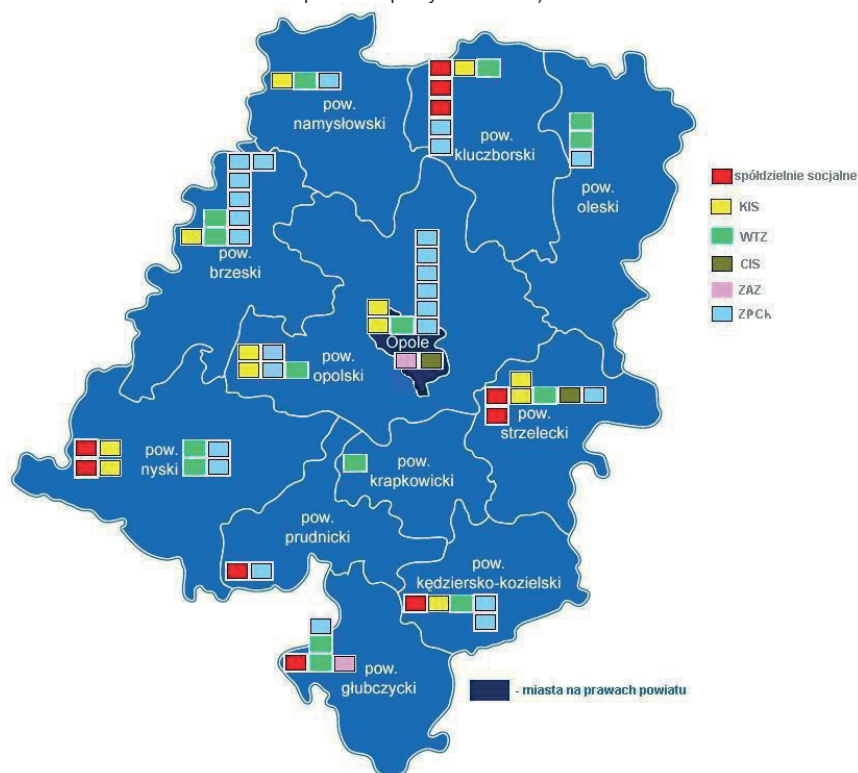 pow.
namysłowski
pow.
kluczborski
pow.
oleski
pow.
brzeski
Opole
pow.
opolski
pow.
strzelecki
pow.
nyski
pow.
krapkowicki
pow.
prudnicki
pow.
kędziersko-kozielski
pow.
głubczycki
spółdzielnie socjalne
KIS
WTZ
CIS
ZAZ
ZPCh
- miasta na prawach powiatu